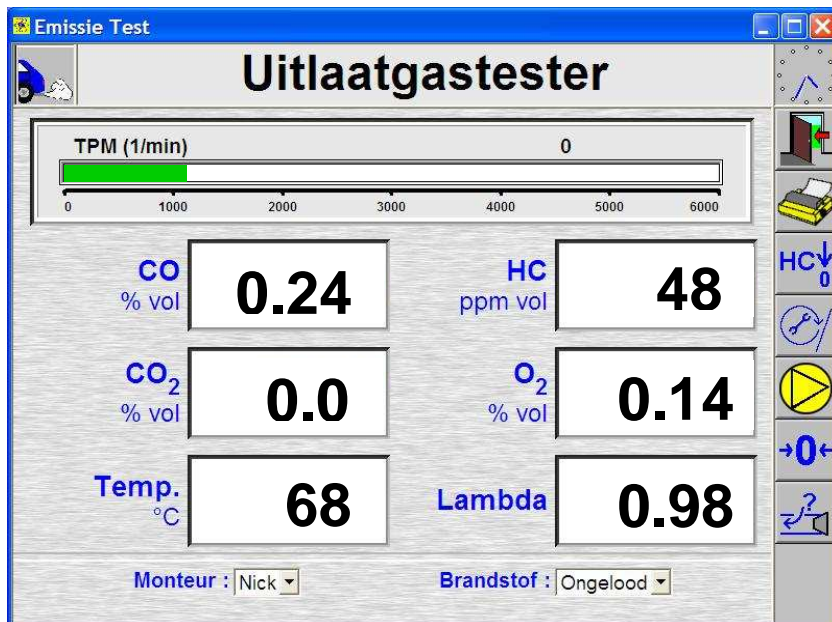 Emissie Test
Uitlaatgastester
TPM (1/min) 0
0 1000 2000 3000 4000 5000 6000
CO
% vol
0.24
HC
ppm vol
48
CO2
% vol
0.0
O2
% vol
0.14
Temp.
°C
68
Lambda
0.98
Monteur : Nick
Brandstof : Ongelood
HC
0
→0←
?